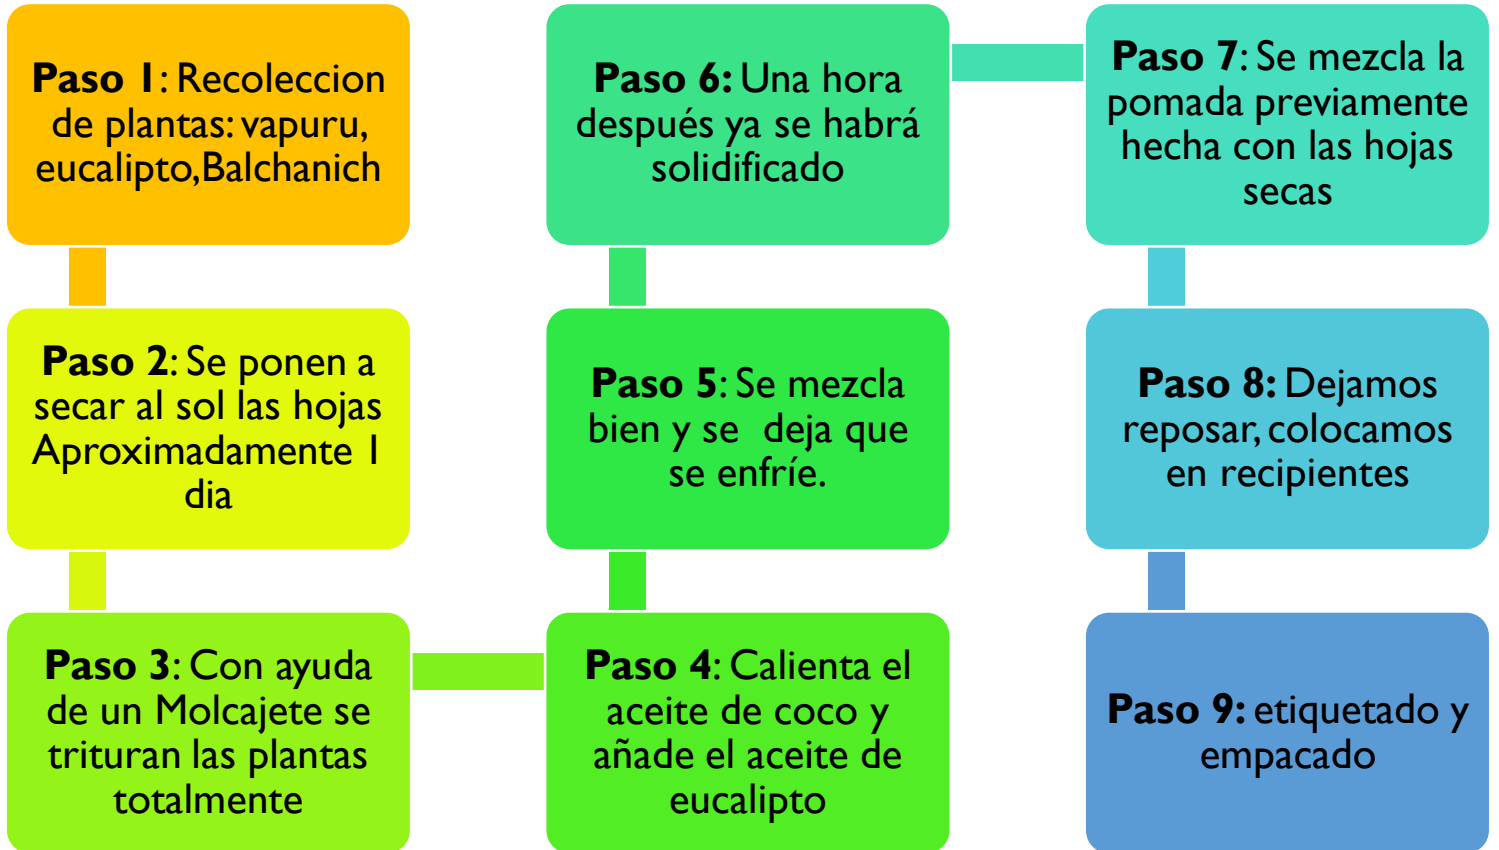 Paso 1: Recoleccion
de plantas: vapuru,
eucalipto,Balchanich
Paso 2: Se ponen a
secar al sol las hojas
Aproximadamente 1
dia
Paso 3: Con ayuda
de un Molcajete se
trituran las plantas
totalmente
Paso 4: Calienta el
aceite de coco y
añade el aceite de
eucalipto
Paso 5: Se mezcla
bien y se deja que
se enfríe.
Paso 6: Una hora
después ya se habrá
solidificado
Paso 7: Se mezcla la
pomada previamente
hecha con las hojas
secas
Paso 8: Dejamos
reposar, colocamos
en recipientes
Paso 9: etiquetado y
empacado